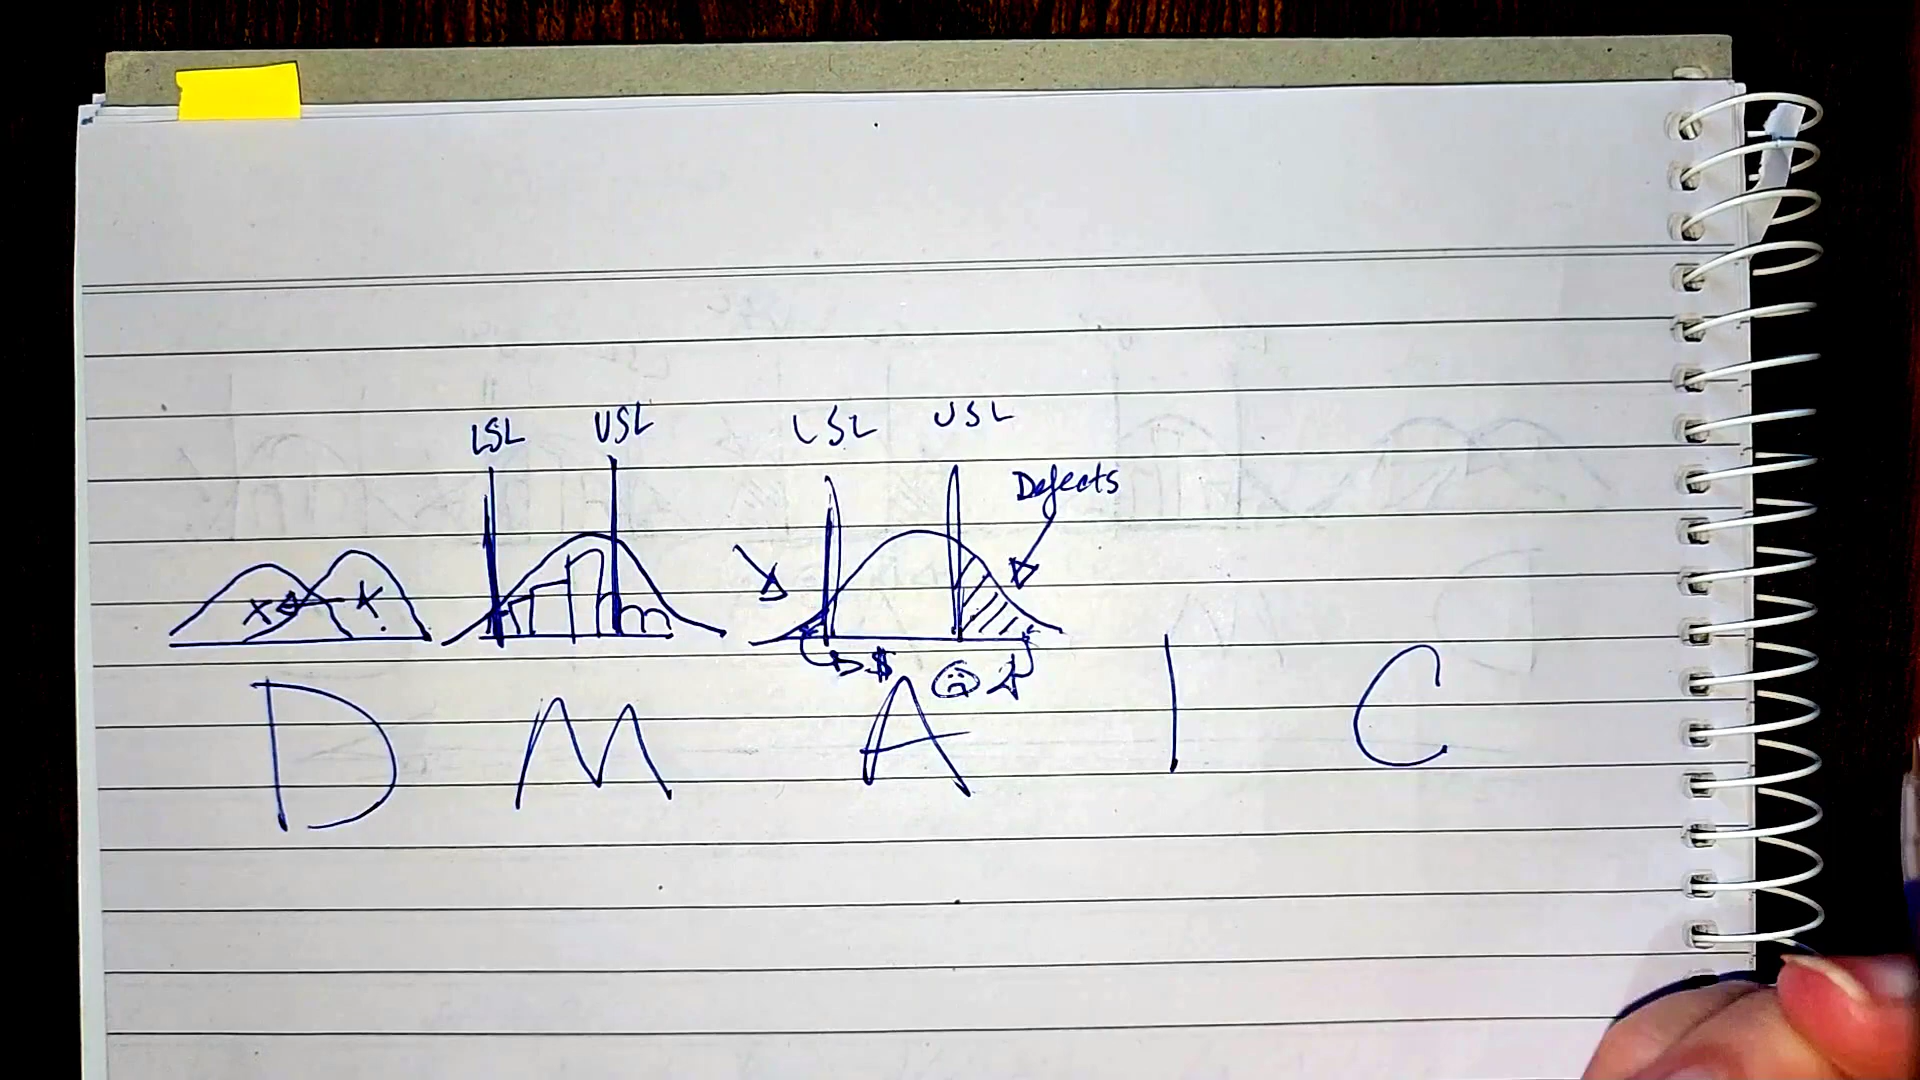 LSL USL LSL USL
Defects
x x
$
D M A I C